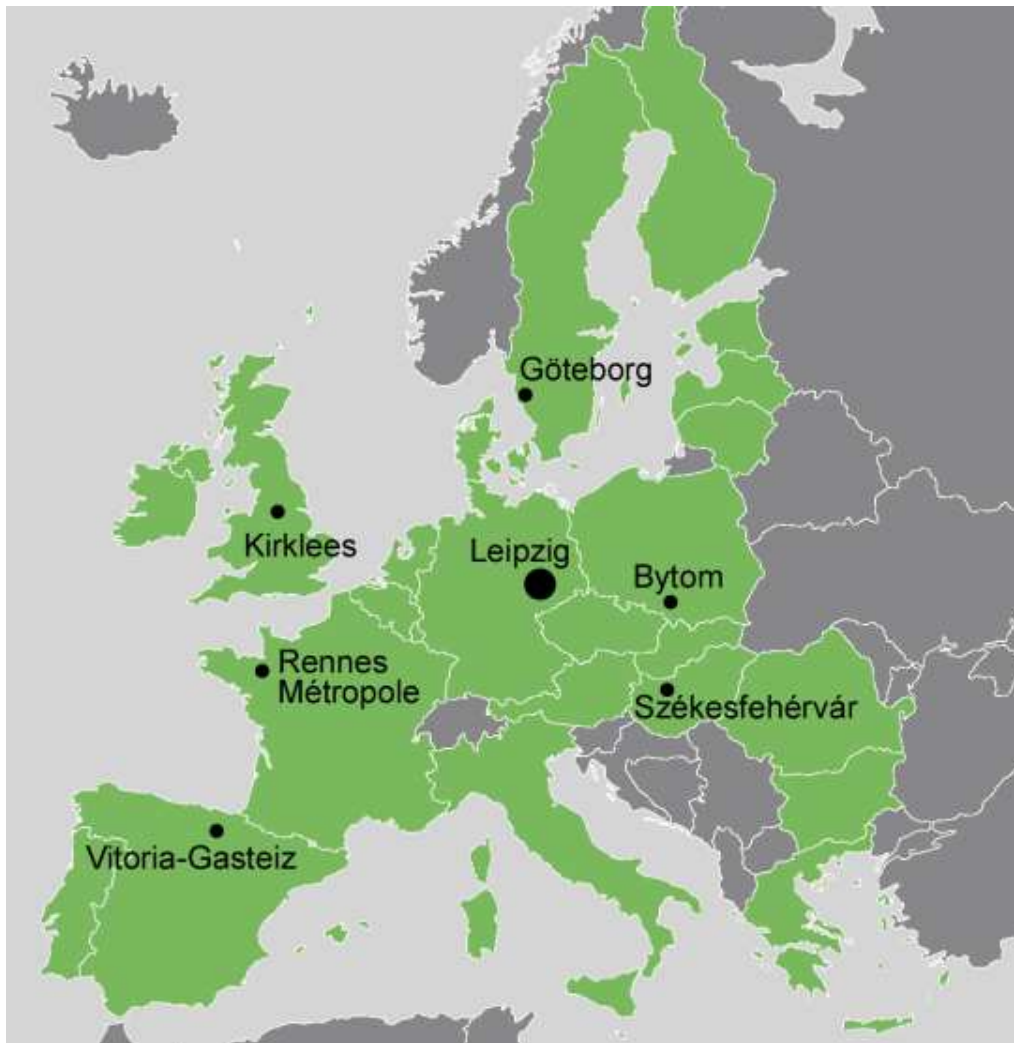 Göteborg
Kirklees
Leipzig
Bytom
Rennes
Métropole
Székesfehérvár
Vitoria-Gasteiz